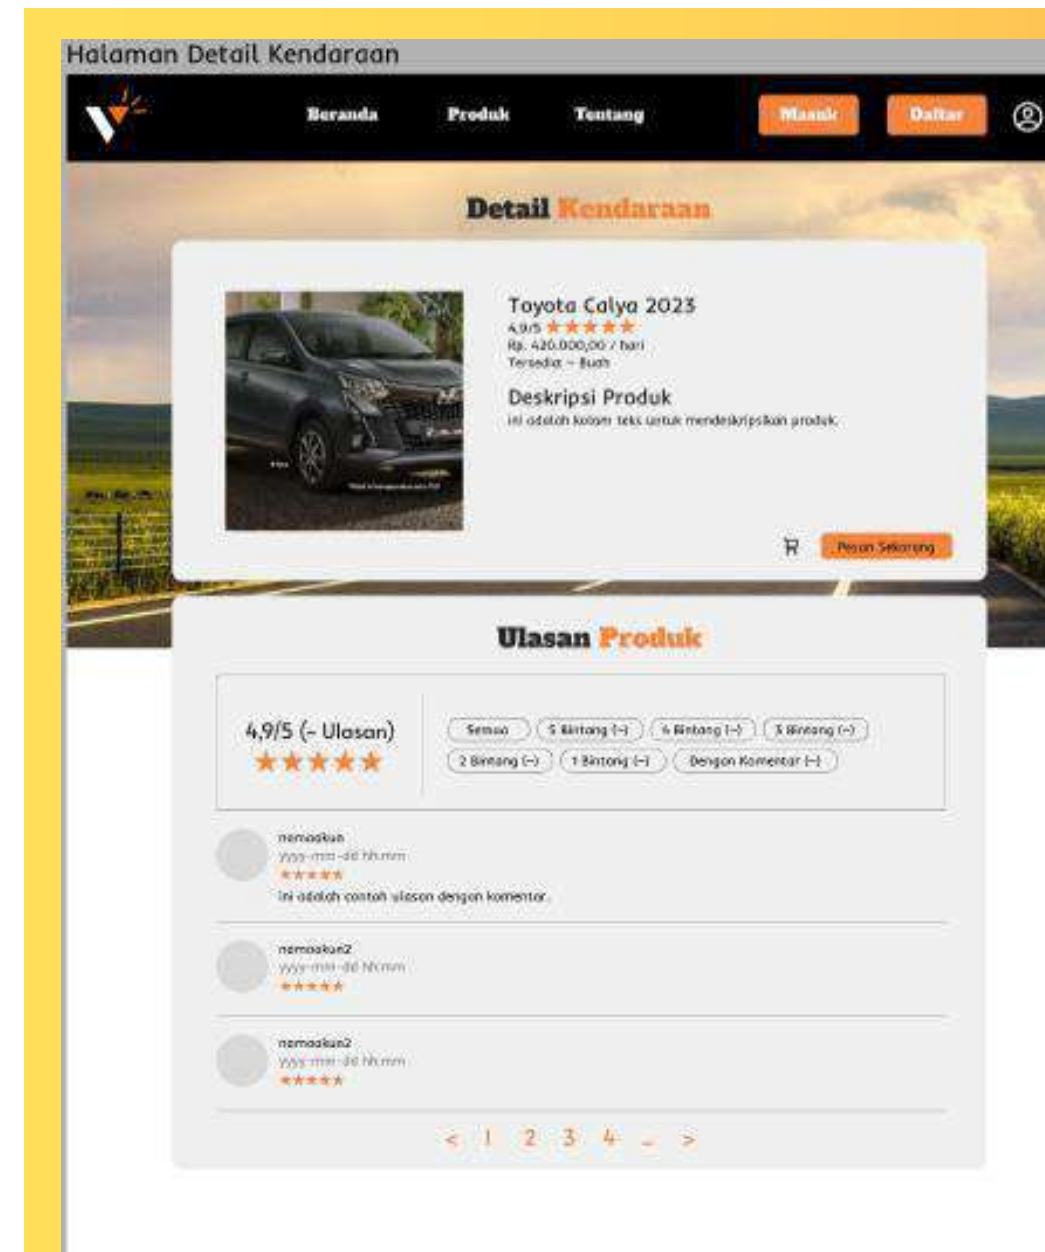 Halaman Detail Kendaraan
Beranda Produk Tentang Masuk Daftar
Detail Kendaraan
Toyota Calya 2023
4,9/5 ★★★★★
Rp. 420.000,00 / hari
Tersedia ~ Buah
Deskripsi Produk
ini adalah kolom teks untuk mendeskripsikan produk.
Pesan Sekarang
Ulasan Produk
4,9/5 (~ Ulasan)
★★★★★
Semua 5 Bintang (~) 4 Bintang (~) 3 Bintang (~)
2 Bintang (~) 1 Bintang (~) Dengan Komentar (~)
namaakun
yyyy-mm-dd hh.mm
★★★★★
ini adalah contoh ulasan dengan komentar.
namaakun2
yyyy-mm-dd hh.mm
★★★★★
namaakun2
yyyy-mm-dd hh.mm
★★★★★
< 1 2 3 4 ... >